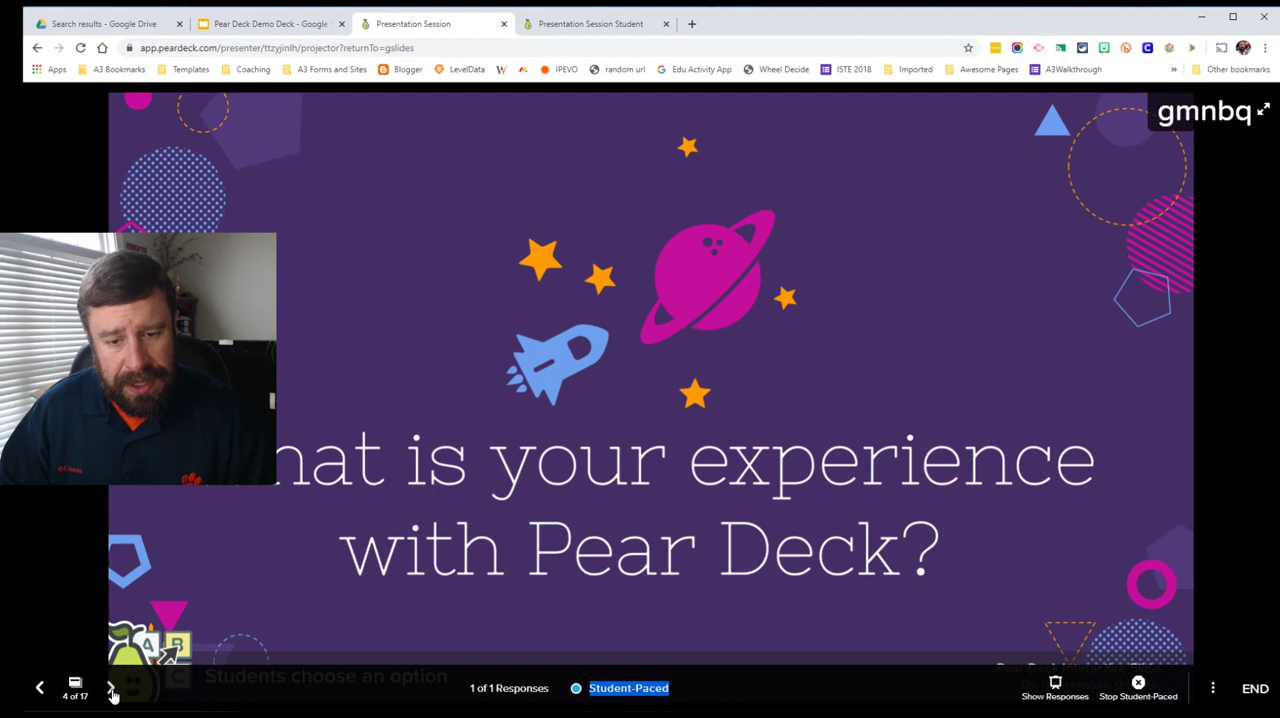 Search results - Google Drive
Pear Deck Demo Deck - Google
Presentation Session
Presentation Session Student
app.peardeck.com/presenter/ttzyjinlh/projector?returnTo=gslides
Apps
A3 Bookmarks
Templates
Coaching
A3 Forms and Sites
Blogger
LevelData
IPEVO
random url
Edu Activity App
Wheel Decide
ISTE 2018
Imported
Awesome Pages
A3Walkthrough
Other bookmarks
gmnbq
hat is your experience
with Pear Deck?
A B
C Students choose an option
4 of 17
1 of 1 Responses
Student-Paced
Show Responses
Stop Student-Paced
END